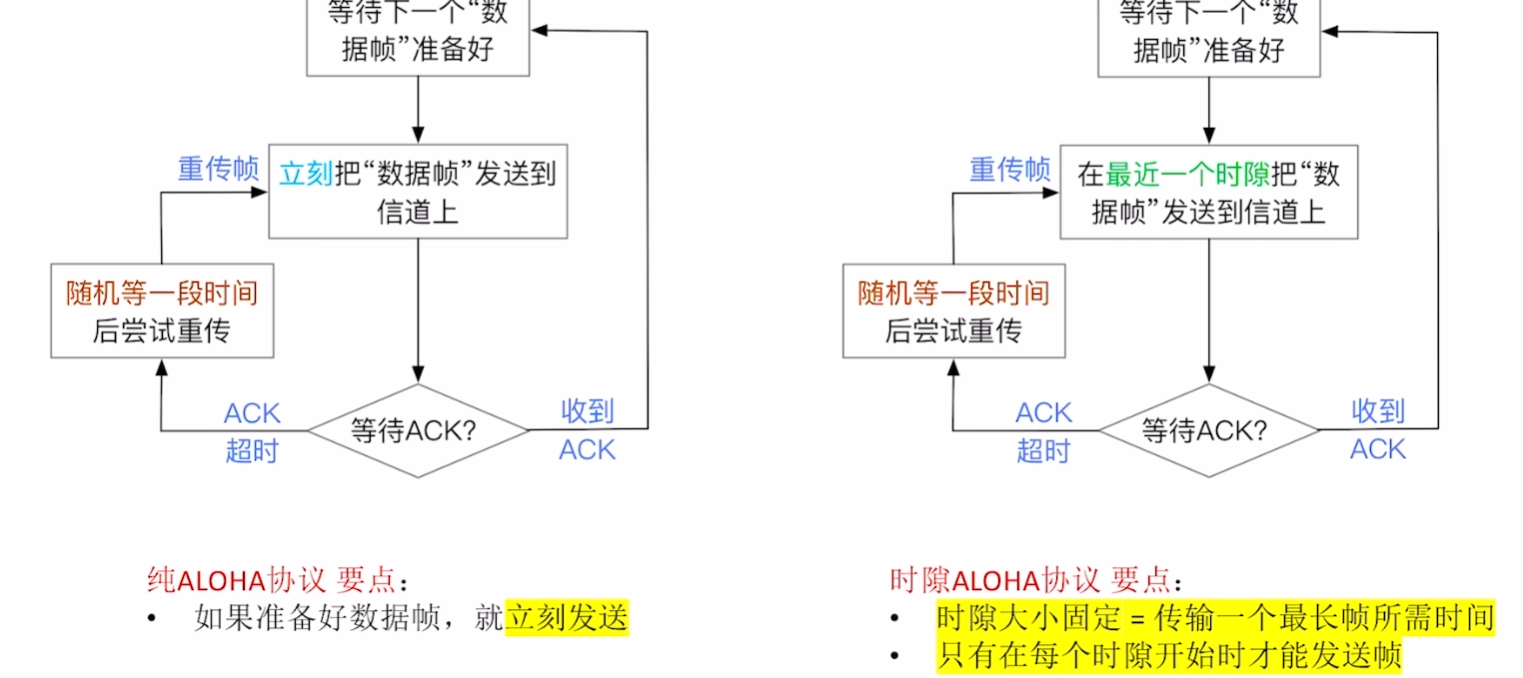 等待下一个“数
据帧”准备好
重传帧
立刻把“数据帧”发送到
信道上
随机等一段时间
后尝试重传
ACK
超时
等待ACK?
收到
ACK
纯ALOHA协议 要点：
• 如果准备好数据帧，就立刻发送
等待下一个“数
据帧”准备好
重传帧
在最近一个时隙把“数
据帧”发送到信道上
随机等一段时间
后尝试重传
ACK
超时
等待ACK?
收到
ACK
时隙ALOHA协议 要点：
• 时隙大小固定 = 传输一个最长帧所需时间
• 只有在每个时隙开始时才能发送帧